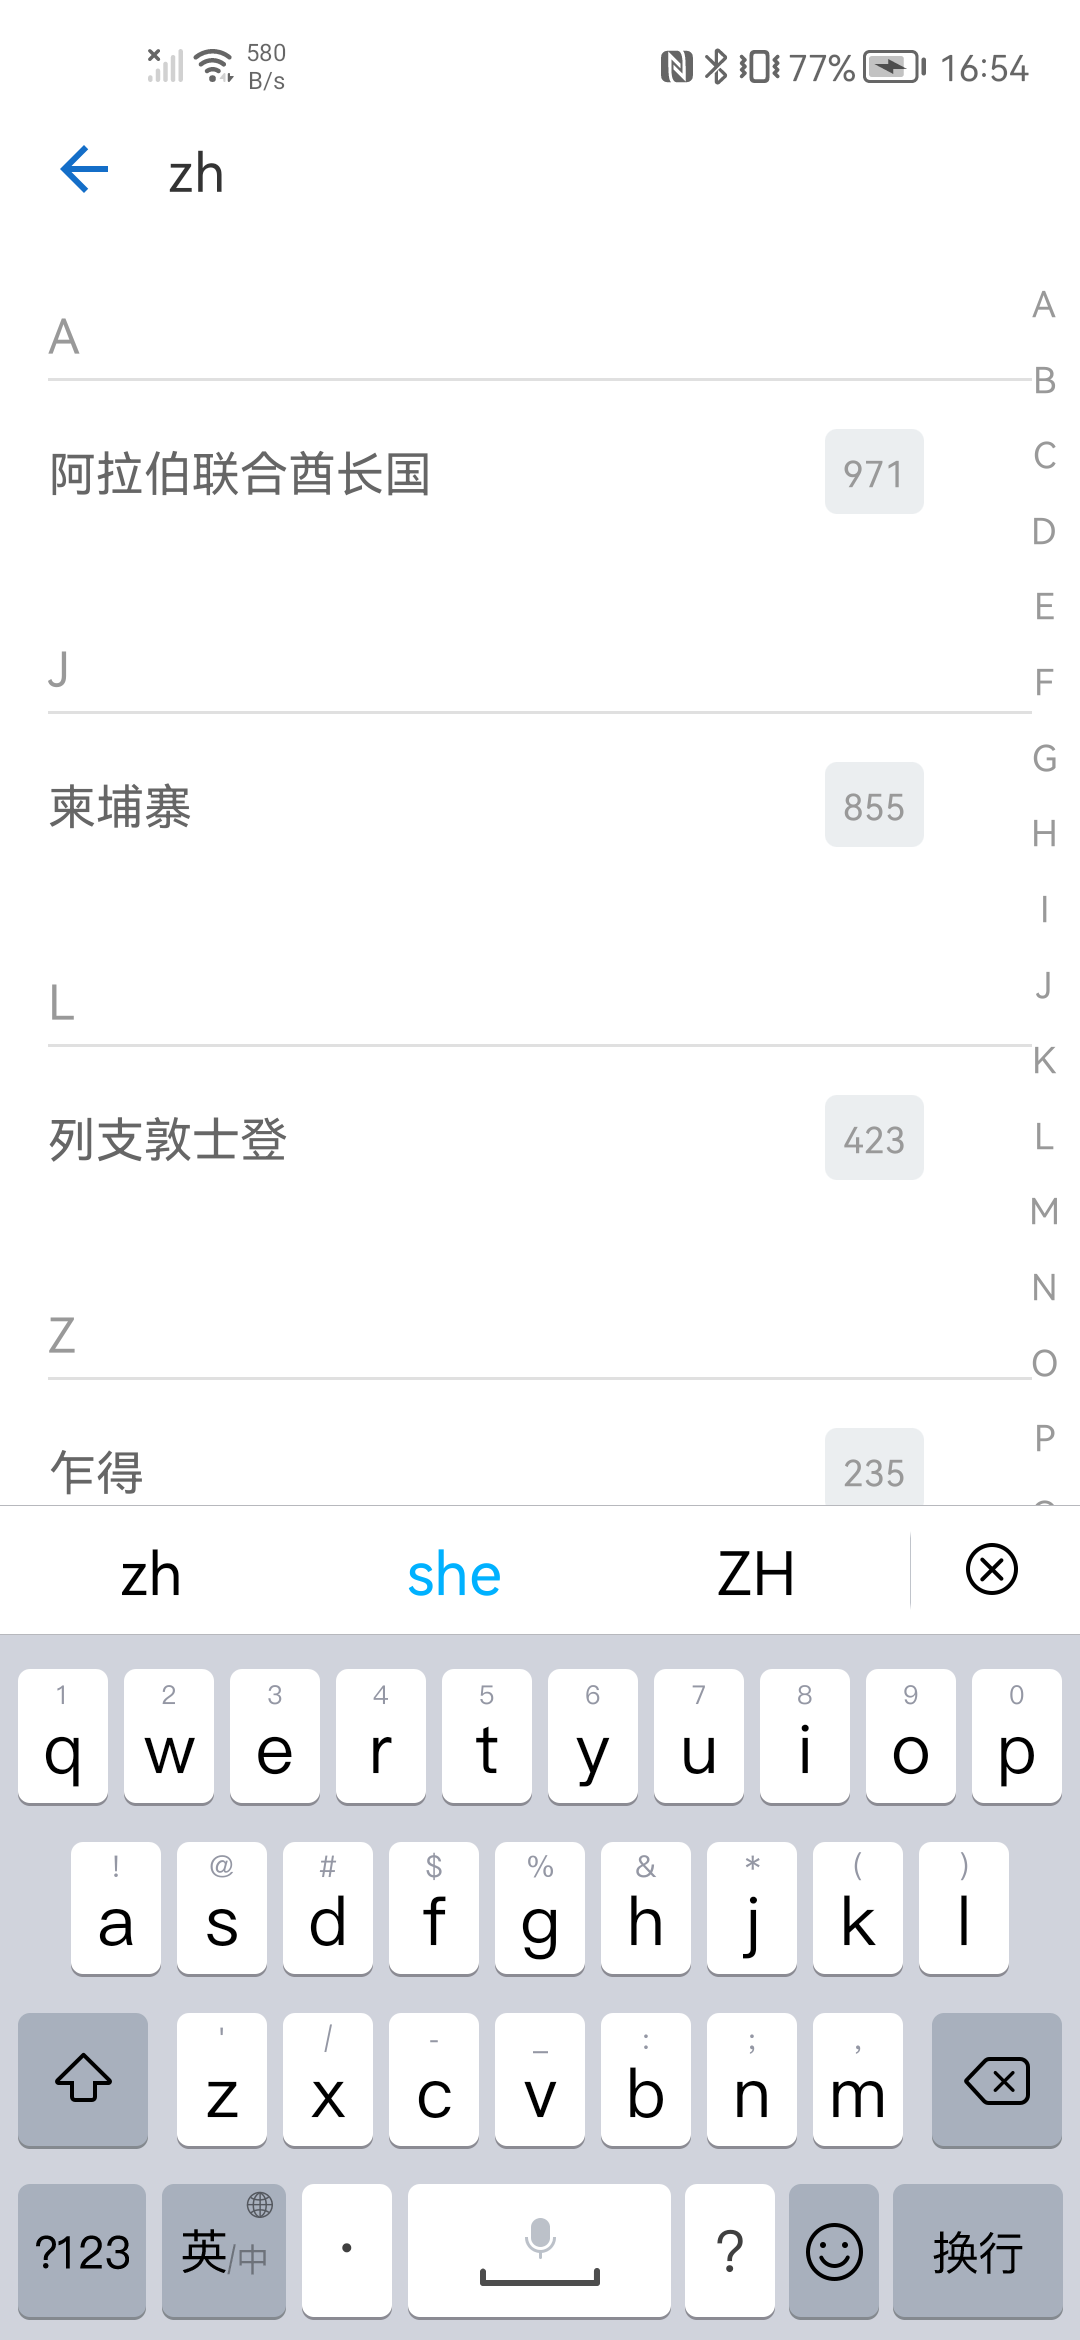 580
B/s
77%
16:54
zh
A
阿拉伯联合酋长国 971
J
柬埔寨 855
L
列支敦士登 423
Z
乍得 235
A
B
C
D
E
F
G
H
I
J
K
L
M
N
O
P
zh she ZH
1 2 3 4 5 6 7 8 9 0
q w e r t y u i o p
! @ # $ % & * ( )
a s d f g h j k l
' / - _ : ; ,
z x c v b n m
?123 英/中 . ? 换行